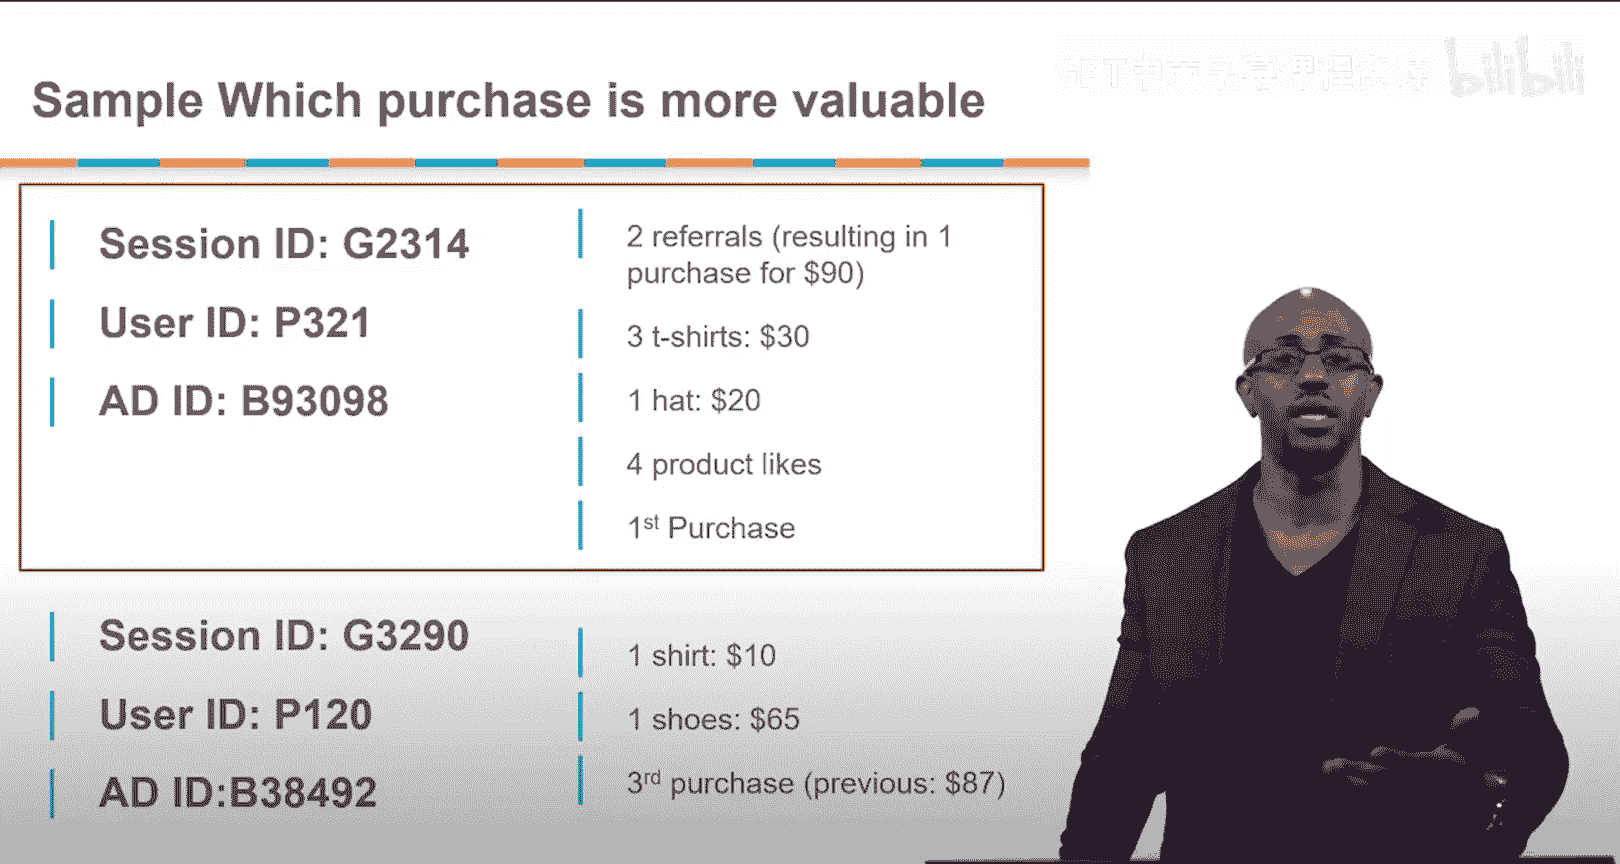 Sample Which purchase is more valuable
bilibili
Session ID: G2314
User ID: P321
AD ID: B93098
2 referrals (resulting in 1
purchase for $90)
3 t-shirts: $30
1 hat: $20
4 product likes
1st Purchase
Session ID: G3290
User ID: P120
AD ID:B38492
1 shirt: $10
1 shoes: $65
3rd purchase (previous: $87)